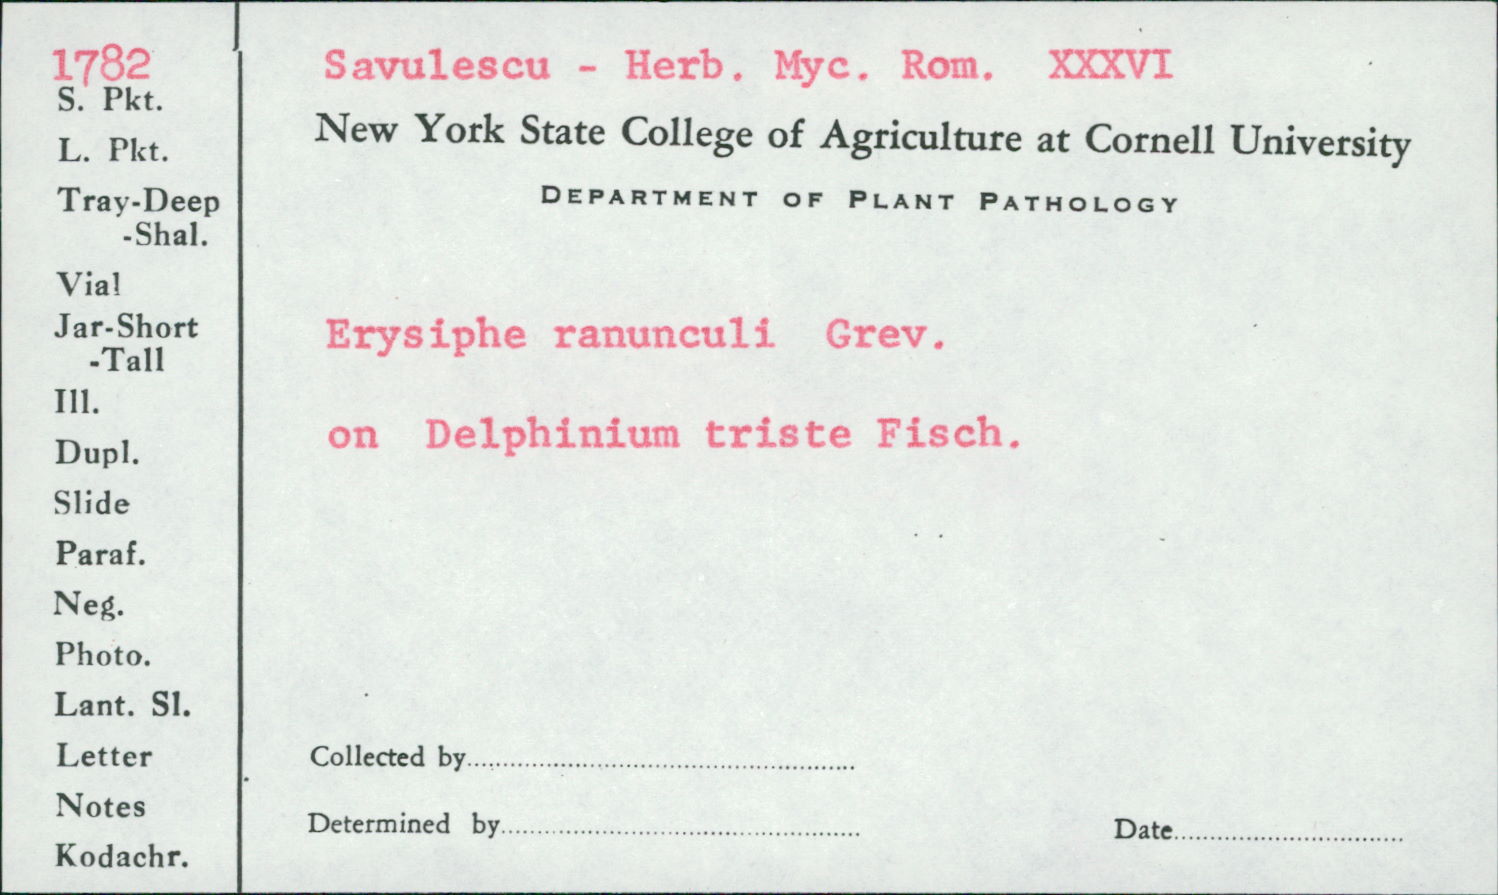 1782
S. Pkt.
L. Pkt.
Tray-Deep
-Shal.
Vial
Jar-Short
-Tall
Ill.
Dupl.
Slide
Paraf.
Neg.
Photo.
Lant. Sl.
Letter
Notes
Kodachr.
Savulescu - Herb. Myc. Rom. XXXVI
New York State College of Agriculture at Cornell University
DEPARTMENT OF PLANT PATHOLOGY
Erysiphe ranunculi Grev.
on Delphinium triste Fisch.
Collected by
Determined by
Date